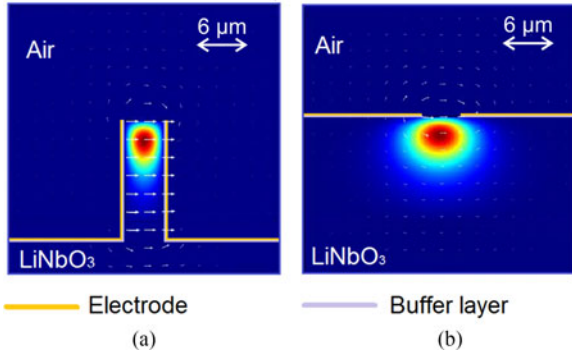 6 µm
Air
LiNbO₃
6 µm
Air
LiNbO₃
Electrode
Buffer layer
(a)
(b)